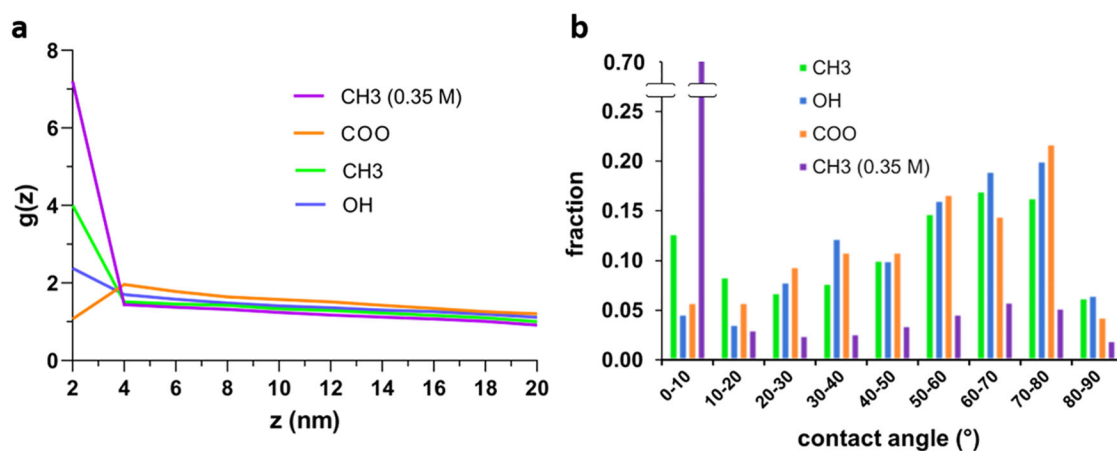 a
8
6
4
2
0
g(z)
CH3 (0.35 M)
COO
CH3
OH
2 4 6 8 10 12 14 16 18 20
z (nm)
b
0.70
0.25
0.20
0.15
0.10
0.05
0.00
fraction
CH3
OH
COO
CH3 (0.35 M)
0-10 10-20 20-30 30-40 40-50 50-60 60-70 70-80 80-90
contact angle (°)